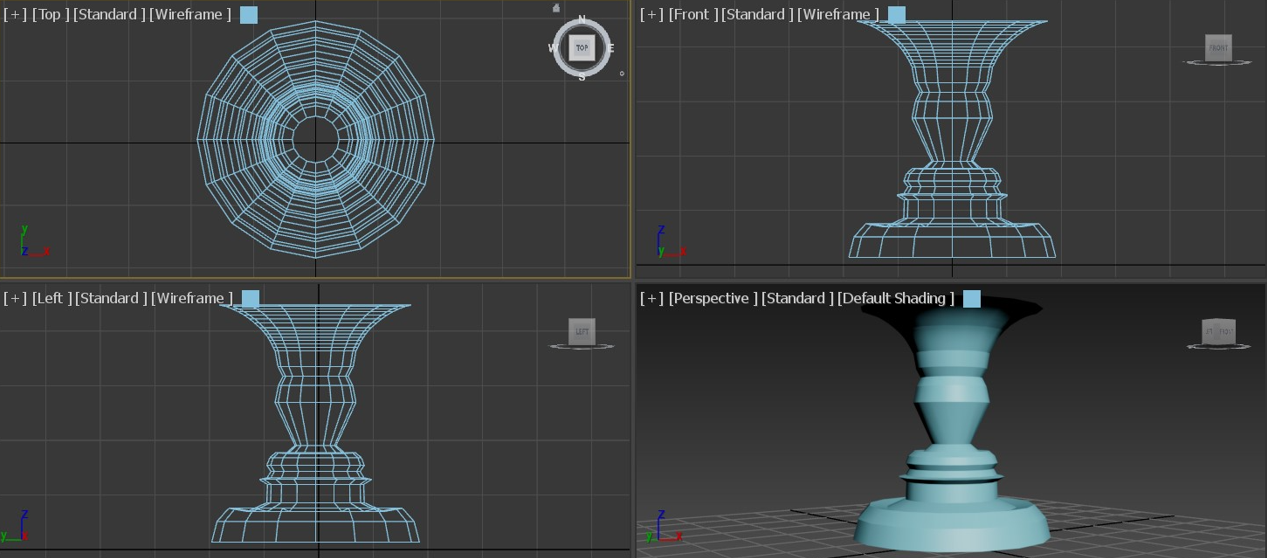 [+] [Top] [Standard] [Wireframe]
N
W TOP E
S
y
z x
[+] [Front] [Standard] [Wireframe]
FRONT
z
y x
[+] [Left] [Standard] [Wireframe]
LEFT
z
y x
[+] [Perspective] [Standard] [Default Shading]
z
y x